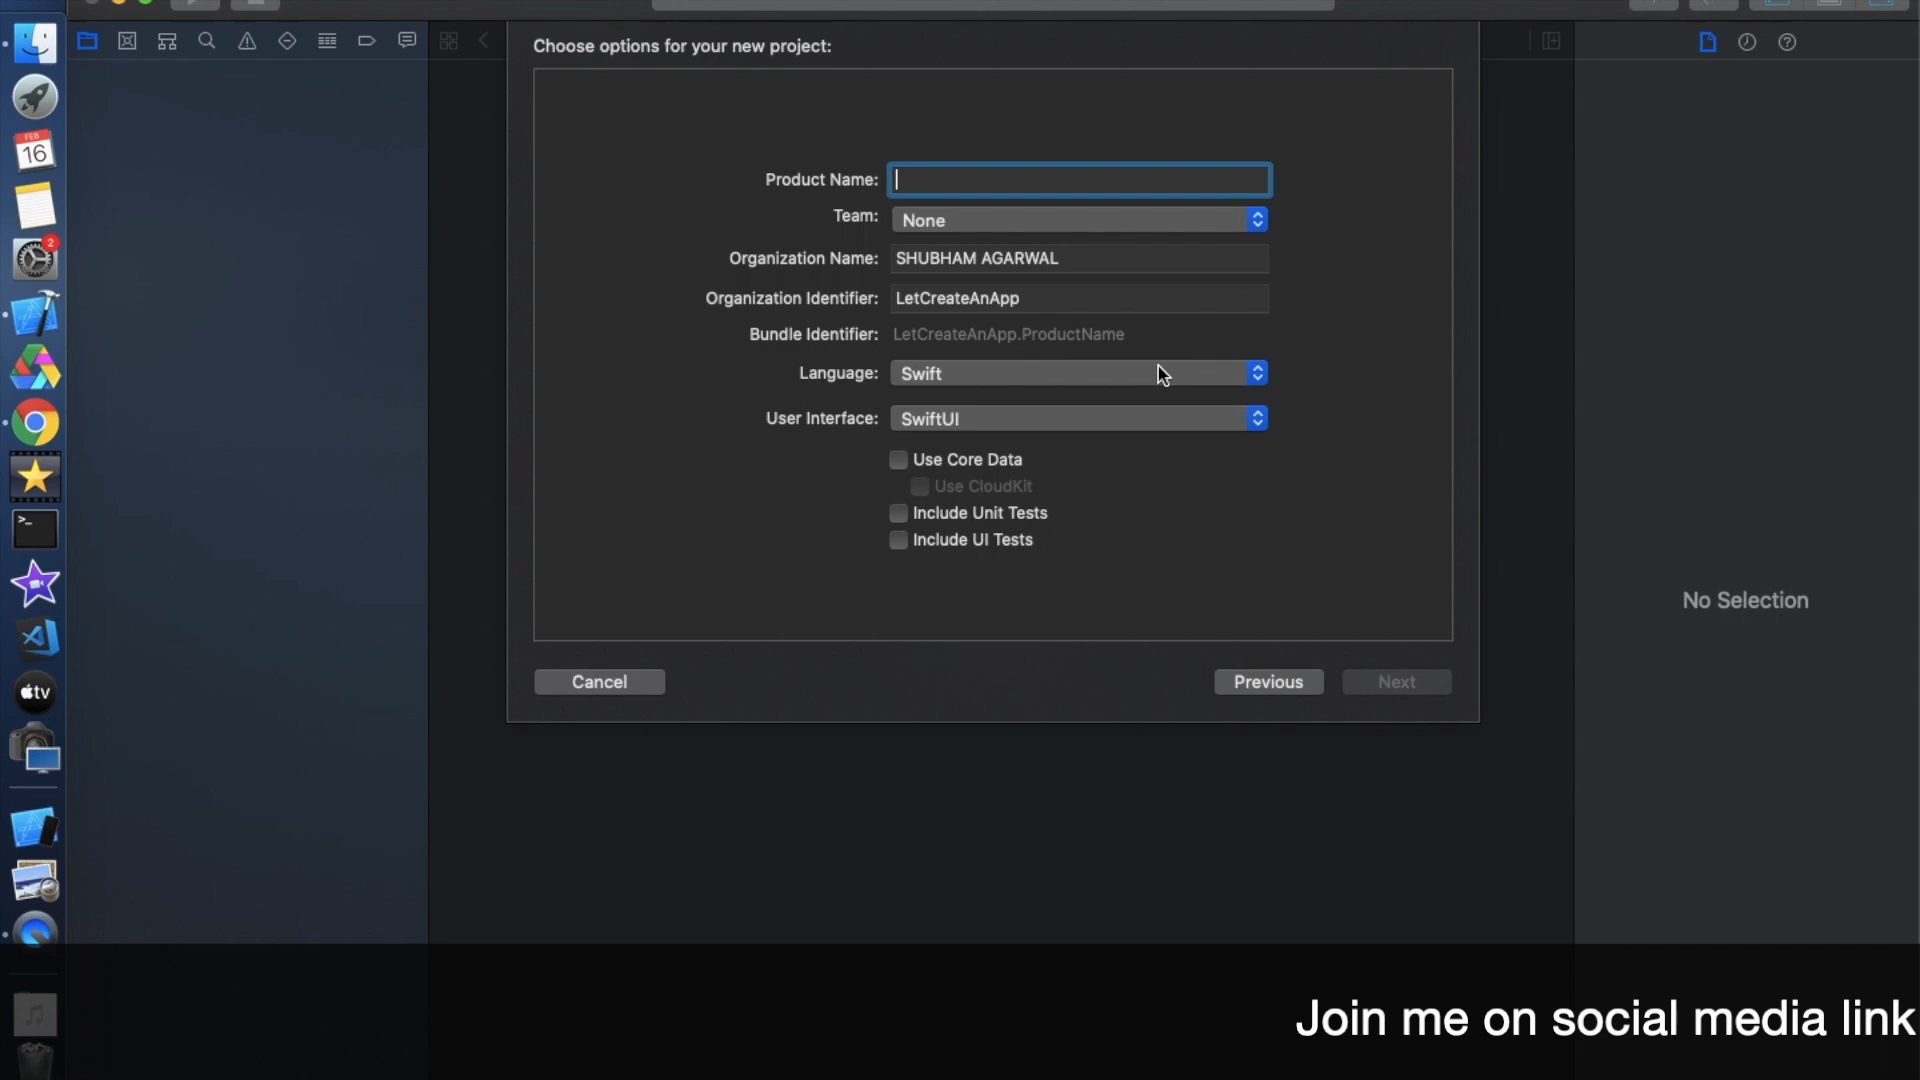 Choose options for your new project:
Product Name:
Team: None
Organization Name: SHUBHAM AGARWAL
Organization Identifier: LetCreateAnApp
Bundle Identifier: LetCreateAnApp.ProductName
Language: Swift
User Interface: SwiftUI
Use Core Data
Use CloudKit
Include Unit Tests
Include UI Tests
Cancel
Previous
Next
No Selection
FEB
16
2
>_
tv
Join me on social media link